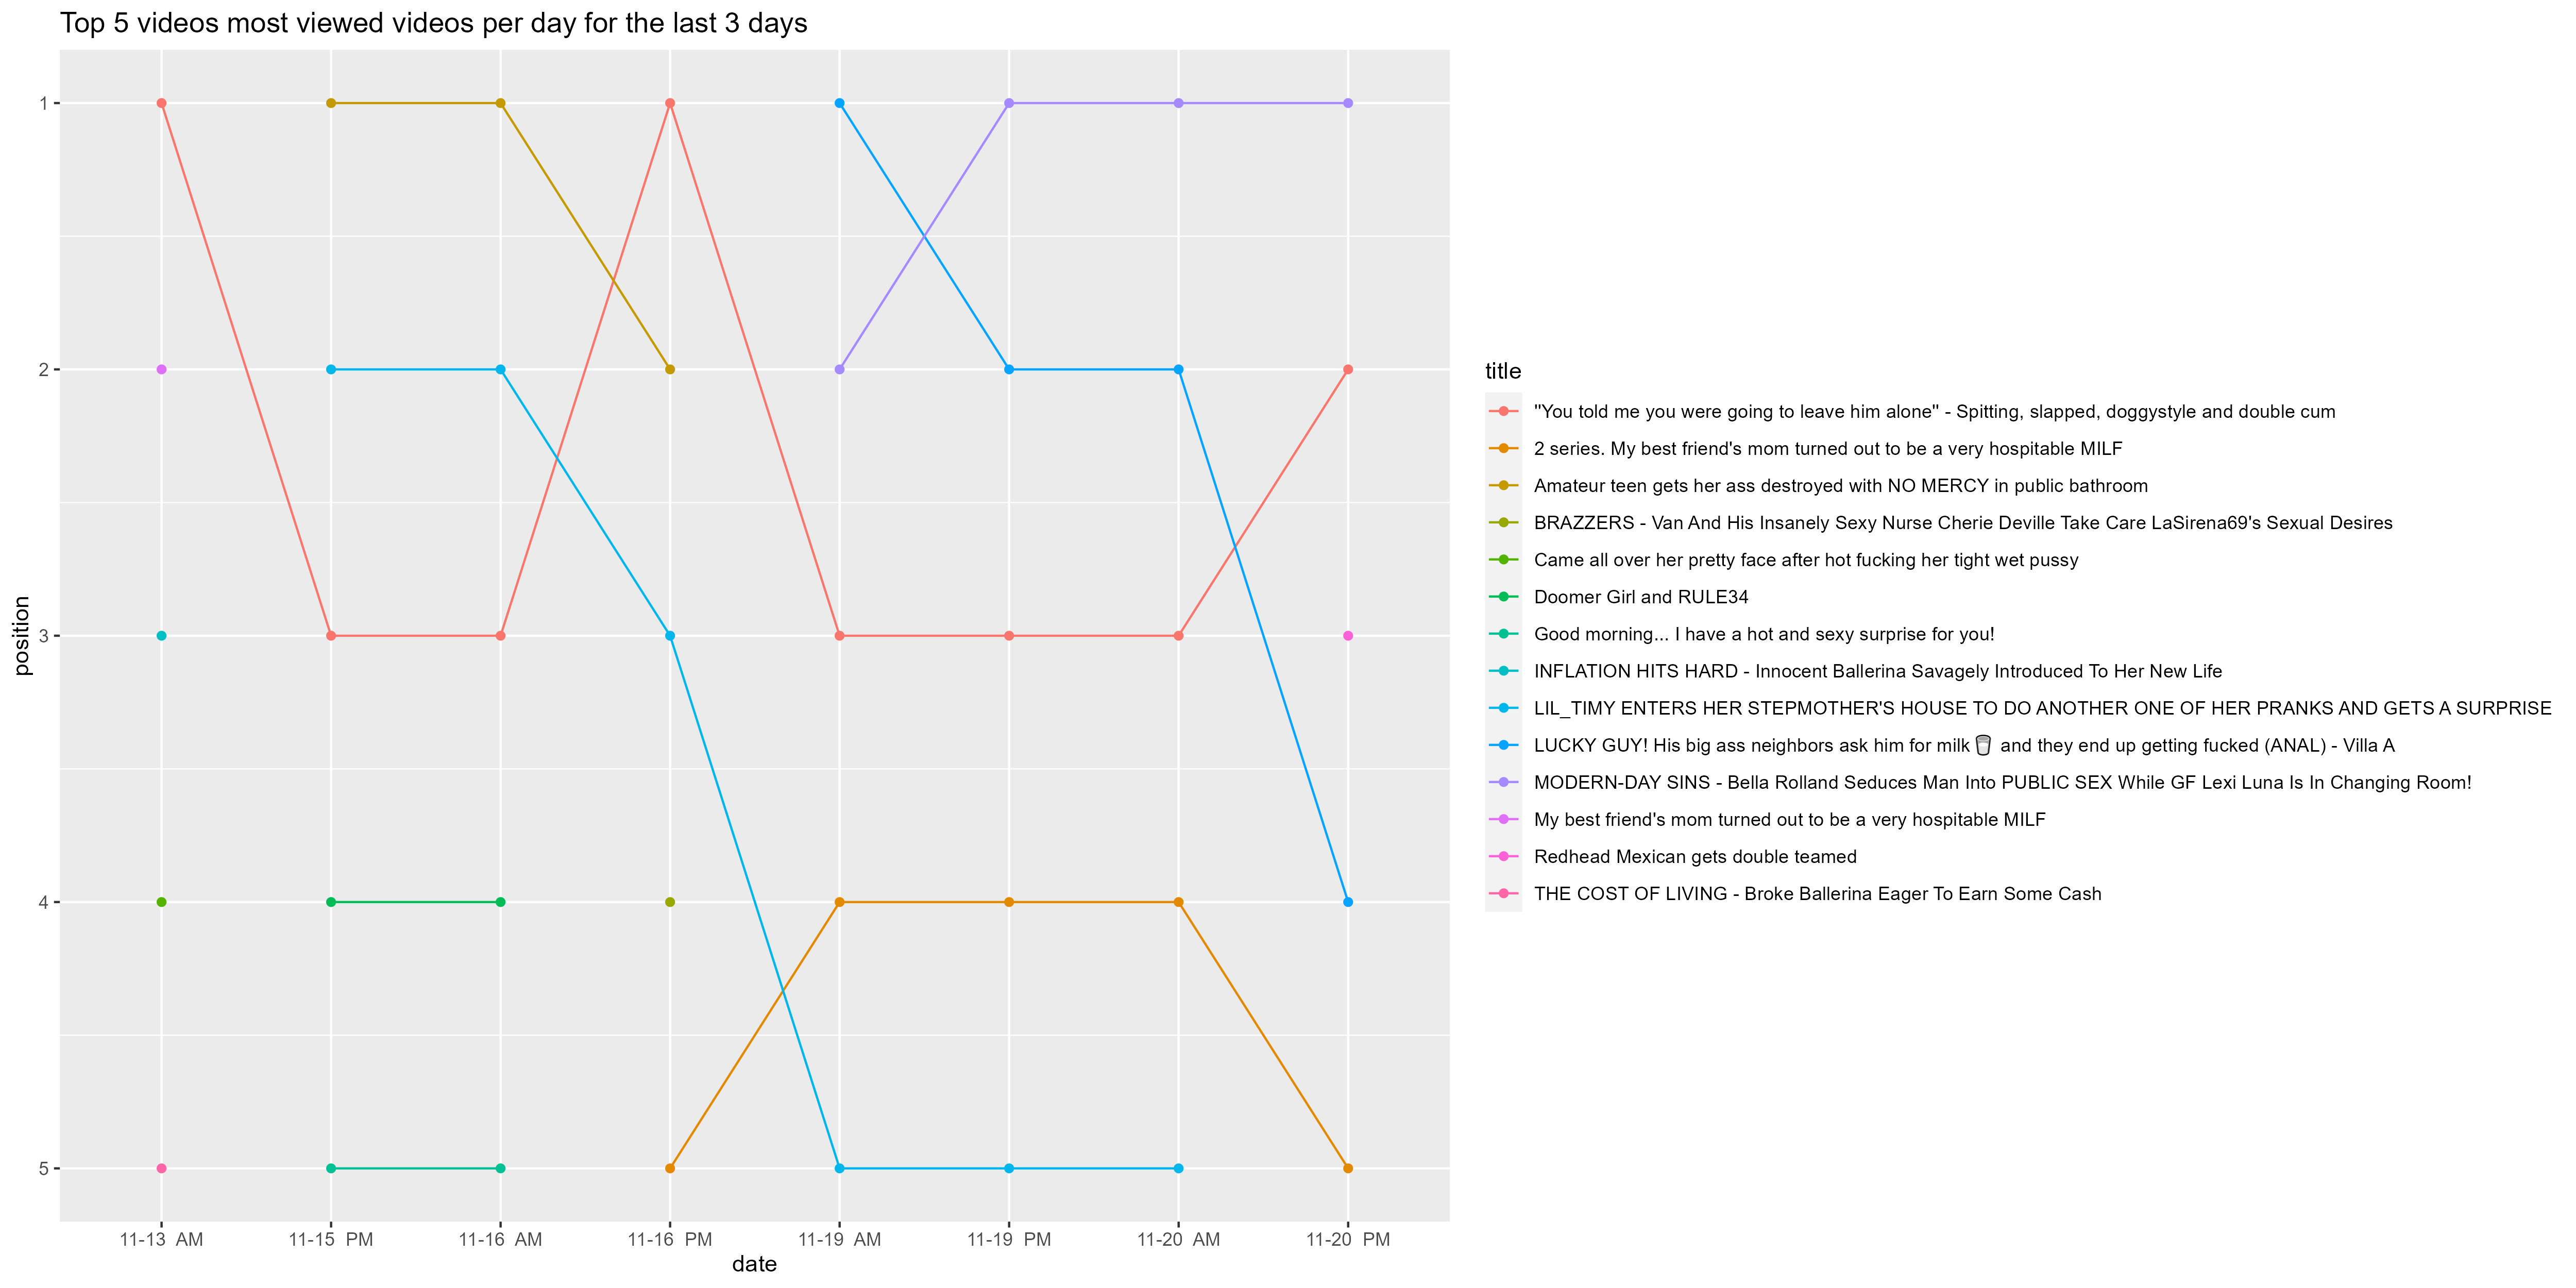 Top 5 videos most viewed videos per day for the last 3 days
position
1
2
3
4
5
11-13 AM
11-15 PM
11-16 AM
11-16 PM
11-19 AM
11-19 PM
11-20 AM
11-20 PM
date
title
"You told me you were going to leave him alone" - Spitting, slapped, doggystyle and double cum
2 series. My best friend's mom turned out to be a very hospitable MILF
Amateur teen gets her ass destroyed with NO MERCY in public bathroom
BRAZZERS - Van And His Insanely Sexy Nurse Cherie Deville Take Care LaSirena69's Sexual Desires
Came all over her pretty face after hot fucking her tight wet pussy
Doomer Girl and RULE34
Good morning... I have a hot and sexy surprise for you!
INFLATION HITS HARD - Innocent Ballerina Savagely Introduced To Her New Life
LIL_TIMY ENTERS HER STEPMOTHER'S HOUSE TO DO ANOTHER ONE OF HER PRANKS AND GETS A SURPRISE
LUCKY GUY! His big ass neighbors ask him for milk🥛 and they end up getting fucked (ANAL) - Villa A
MODERN-DAY SINS - Bella Rolland Seduces Man Into PUBLIC SEX While GF Lexi Luna Is In Changing Room!
My best friend's mom turned out to be a very hospitable MILF
Redhead Mexican gets double teamed
THE COST OF LIVING - Broke Ballerina Eager To Earn Some Cash